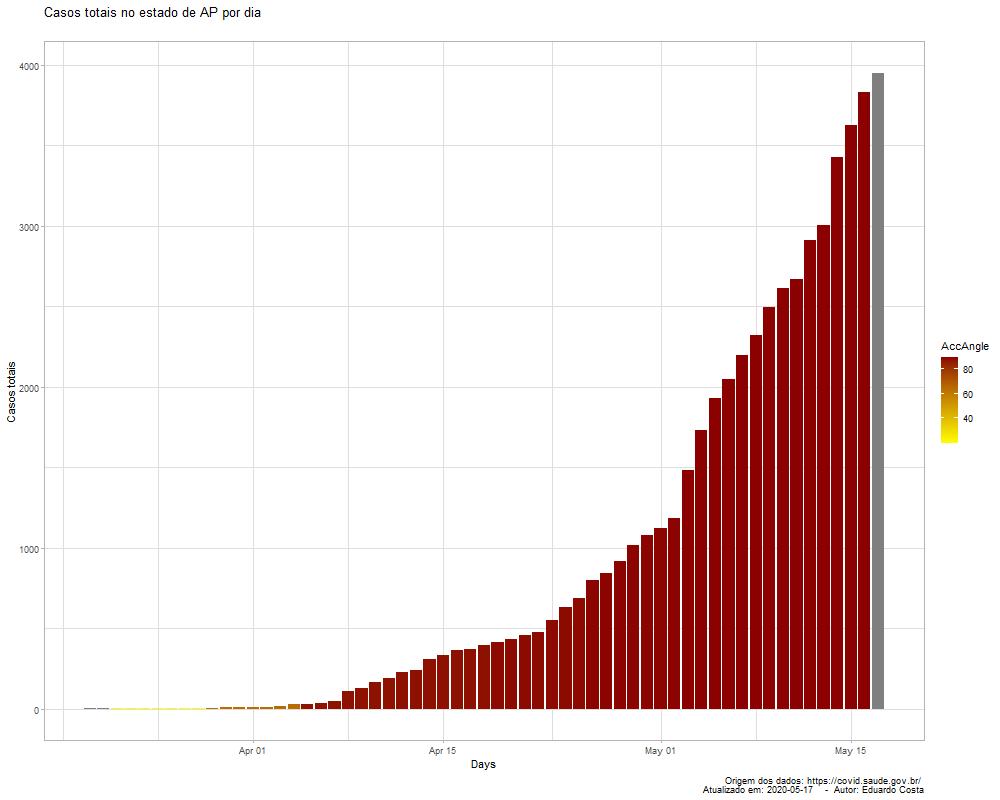 Casos totais no estado de AP por dia
4000
3000
2000
1000
0
Casos totais
Apr 01
Apr 15
May 01
May 15
Days
AccAngle
80
60
40
Origem dos dados: https://covid.saude.gov.br/
Atualizado em: 2020-05-17 - Autor: Eduardo Costa